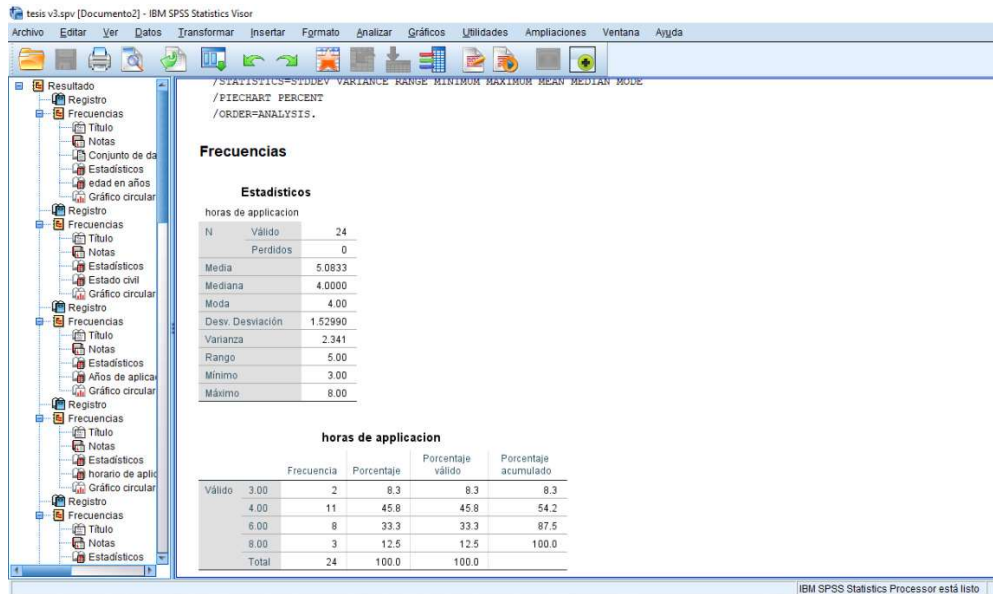 tesis v3.spv [Documento2] - IBM SPSS Statistics Visor
Archivo Editar Ver Datos Transformar Insertar Formato Analizar Gráficos Utilidades Ampliaciones Ventana Ayuda
Resultado
Registro
Frecuencias
Título
Notas
Conjunto de da
Estadísticos
edad en años
Gráfico circular
Registro
Frecuencias
Título
Notas
Estadísticos
Estado civil
Gráfico circular
Registro
Frecuencias
Título
Notas
Estadísticos
Años de aplica
Gráfico circular
Registro
Frecuencias
Título
Notas
Estadísticos
horario de aplic
Gráfico circular
Registro
Frecuencias
Título
Notas
Estadísticos
/STATISTICS=STDDEV VARIANCE RANGE MINIMUM MAXIMUM MEAN MEDIAN MODE
/PIECHART PERCENT
/ORDER=ANALYSIS.
Frecuencias
Estadísticos
horas de applicacion
N Válido 24
Perdidos 0
Media 5.0833
Mediana 4.0000
Moda 4.00
Desv. Desviación 1.52990
Varianza 2.341
Rango 5.00
Mínimo 3.00
Máximo 8.00
horas de applicacion
Frecuencia Porcentaje Porcentaje válido Porcentaje acumulado
Válido 3.00 2 8.3 8.3 8.3
4.00 11 45.8 45.8 54.2
6.00 8 33.3 33.3 87.5
8.00 3 12.5 12.5 100.0
Total 24 100.0 100.0
IBM SPSS Statistics Processor está listo